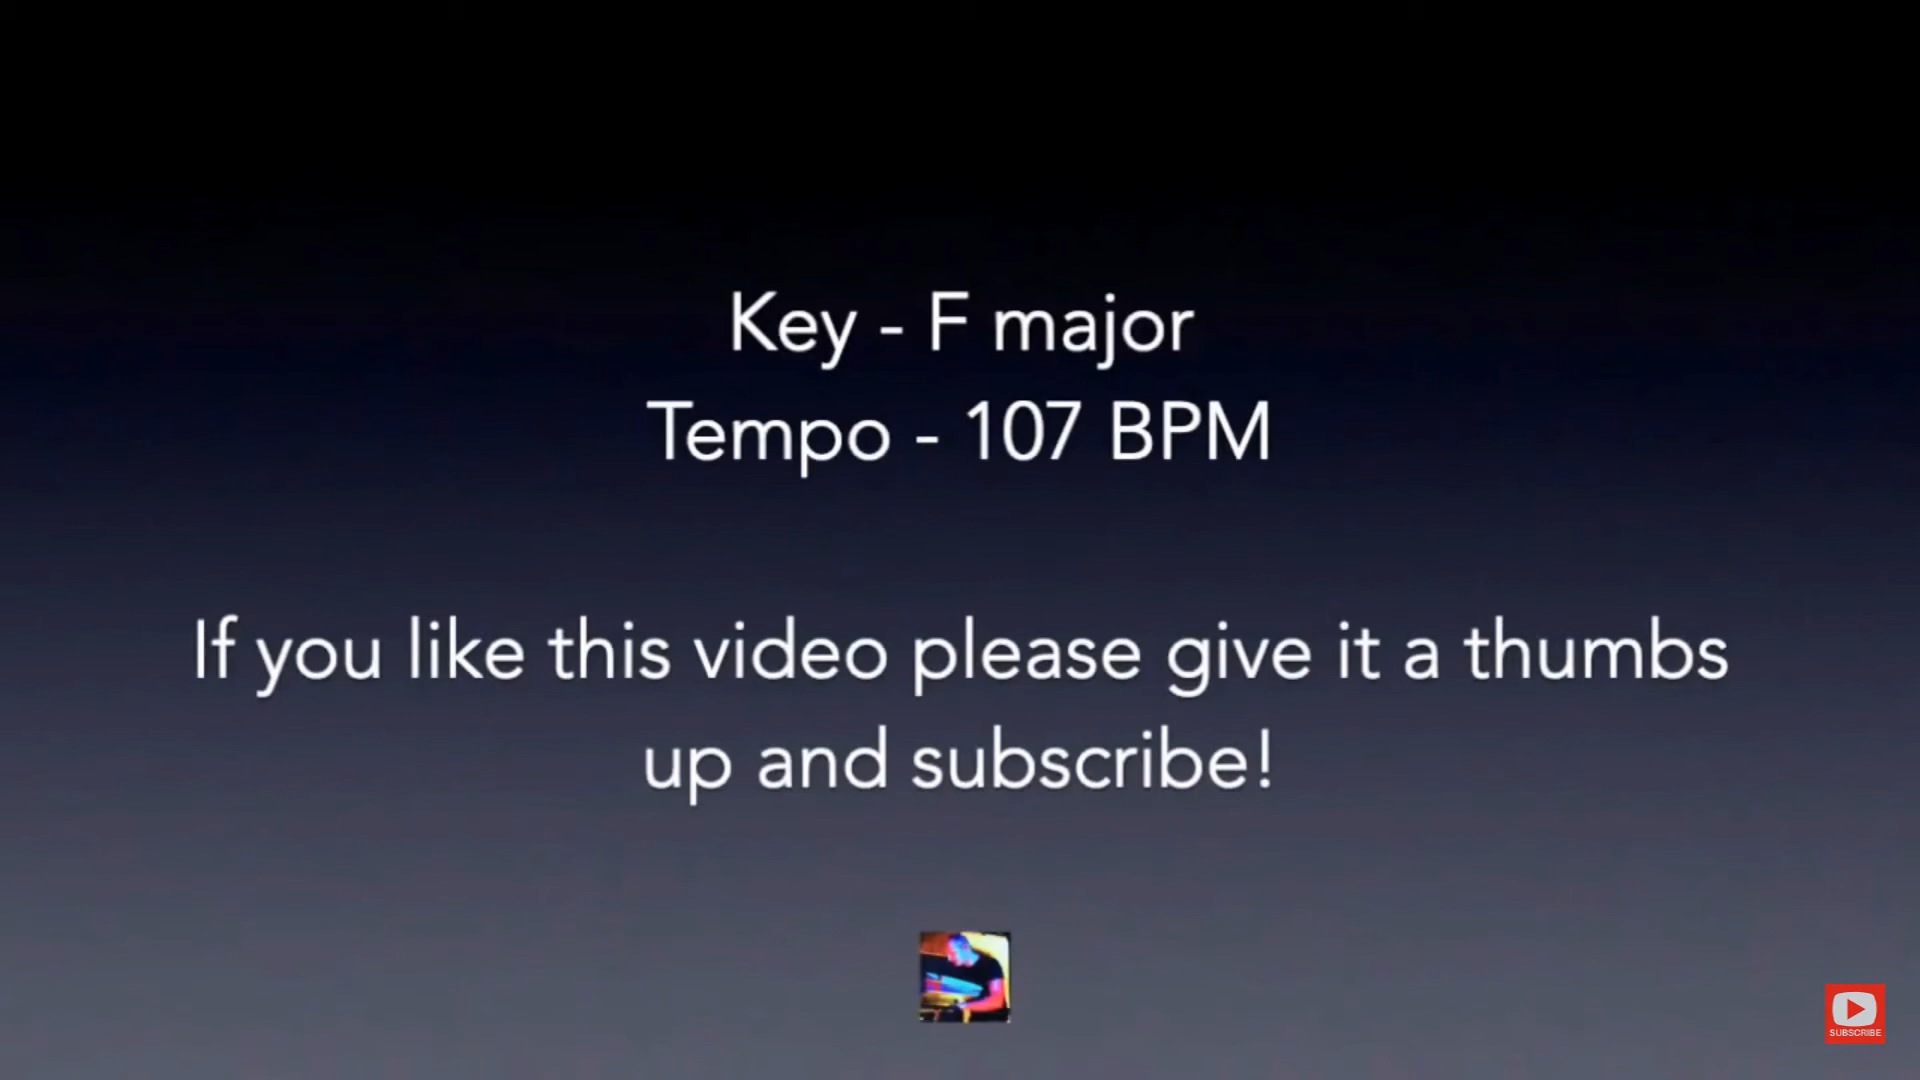 Key - F major
Tempo - 107 BPM
If you like this video please give it a thumbs
up and subscribe!
SUBSCRIBE